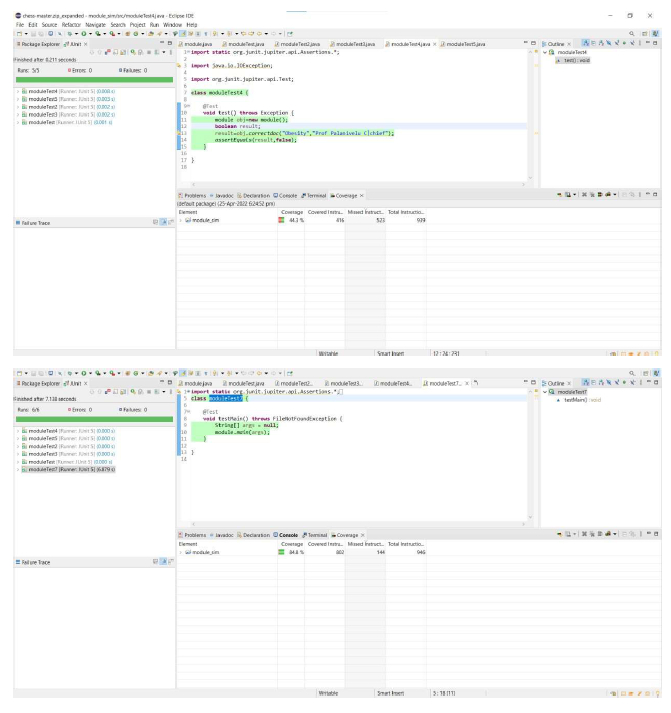 chess-master.zip_expanded - module_sim/src/moduleTest4.java - Eclipse IDE
File Edit Source Refactor Navigate Search Project Run Window Help
Package Explorer JUnit ×
module.java moduleTest.java moduleTest2.java moduleTest3.java moduleTest4.java × moduleTest5.java
Outline ×
Finished after 0.211 seconds
Runs: 5/5 Errors: 0 Failures: 0
moduleTest4 [Runner: JUnit 5] (0.000 s)
moduleTest5 [Runner: JUnit 5] (0.003 s)
moduleTest2 [Runner: JUnit 5] (0.002 s)
moduleTest3 [Runner: JUnit 5] (0.002 s)
moduleTest [Runner: JUnit 5] (0.001 s)
1 import static org.junit.jupiter.api.Assertions.*;
2
3 import java.io.IOException;
4
5 import org.junit.jupiter.api.Test;
6
7 class moduleTest4 {
8
9 @Test
10 void test() throws Exception {
11 module obj=new module();
12 boolean result;
13 result=obj.correctdoc("Obesity","Prof Palanivelu C|chief");
14 assertEquals(result,false);
15 }
16
17 }
18
moduleTest4
test() : void
Problems Javadoc Declaration Console Terminal Coverage ×
(default package) (25-Apr-2022 6:24:52 pm)
Element Coverage Covered Instru... Missed Instruct... Total Instructio...
module_sim 44.3 % 416 523 939
Failure Trace
Writable Smart Insert 12 : 24 : 231
Package Explorer JUnit ×
module.java moduleTest.java moduleTest2... moduleTest3... moduleTest4... moduleTest7... ×
Outline ×
Finished after 7.138 seconds
Runs: 6/6 Errors: 0 Failures: 0
moduleTest4 [Runner: JUnit 5] (0.000 s)
moduleTest5 [Runner: JUnit 5] (0.000 s)
moduleTest2 [Runner: JUnit 5] (0.000 s)
moduleTest3 [Runner: JUnit 5] (0.000 s)
moduleTest [Runner: JUnit 5] (0.000 s)
moduleTest7 [Runner: JUnit 5] (6.879 s)
1 import static org.junit.jupiter.api.Assertions.*;
5 class moduleTest7 {
6
7 @Test
8 void testMain() throws FileNotFoundException {
9 String[] args = null;
10 module.main(args);
11 }
12
13 }
14
moduleTest7
testMain() : void
Problems Javadoc Declaration Console Terminal Coverage ×
Element Coverage Covered Instru... Missed Instruct... Total Instructio...
module_sim 84.8 % 802 144 946
Failure Trace
Writable Smart Insert 5 : 18 [11]